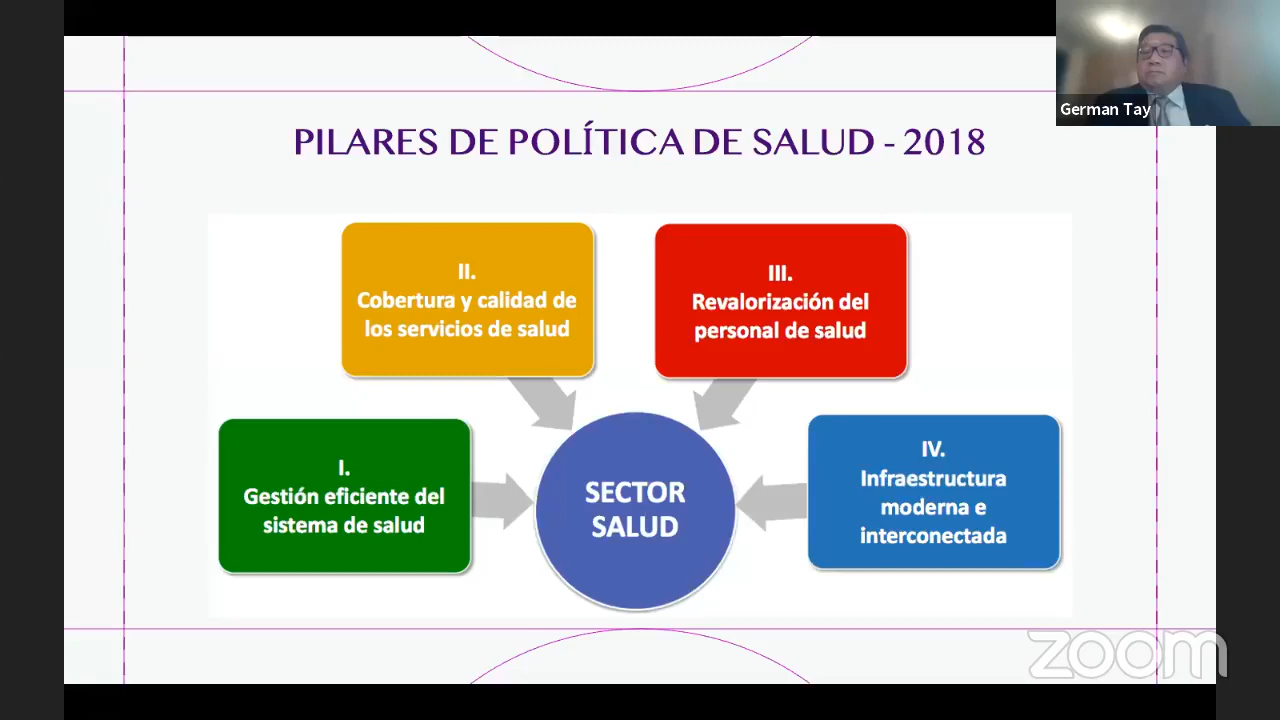 German Tay
PILARES DE POLÍTICA DE SALUD - 2018
II.
Cobertura y calidad de
los servicios de salud
III.
Revalorización del
personal de salud
I.
Gestión eficiente del
sistema de salud
SECTOR
SALUD
IV.
Infraestructura
moderna e
interconectada
zoom